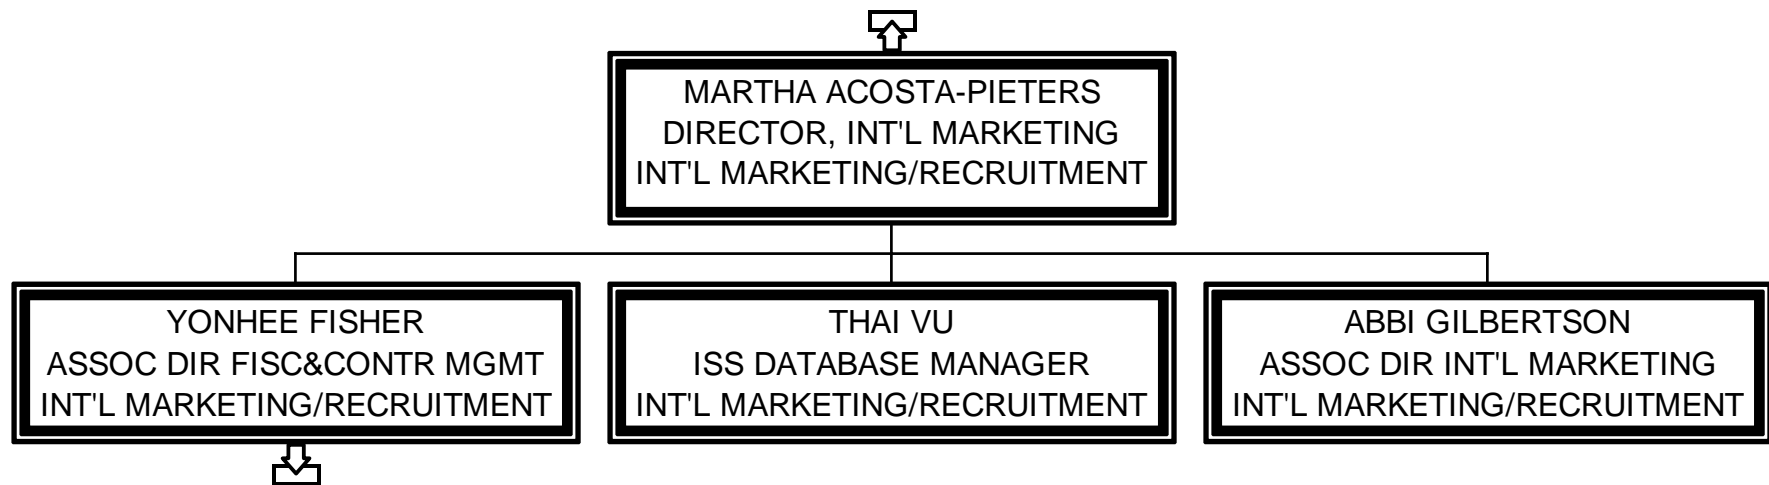 MARTHA ACOSTA-PIETERS
DIRECTOR, INT'L MARKETING
INT'L MARKETING/RECRUITMENT
YONHEE FISHER
ASSOC DIR FISC&CONTR MGMT
INT'L MARKETING/RECRUITMENT
THAI VU
ISS DATABASE MANAGER
INT'L MARKETING/RECRUITMENT
ABBI GILBERTSON
ASSOC DIR INT'L MARKETING
INT'L MARKETING/RECRUITMENT